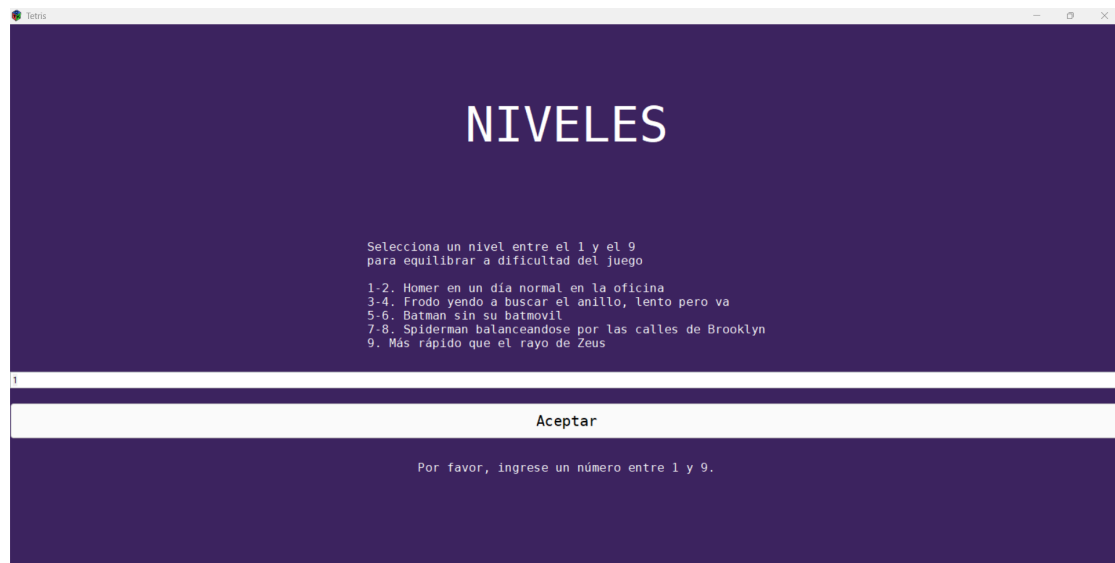 Tetris
NIVELES
Selecciona un nivel entre el 1 y el 9
para equilibrar a dificultad del juego
1-2. Homer en un día normal en la oficina
3-4. Frodo yendo a buscar el anillo, lento pero va
5-6. Batman sin su batmovil
7-8. Spiderman balanceandose por las calles de Brooklyn
9. Más rápido que el rayo de Zeus
1
Aceptar
Por favor, ingrese un número entre 1 y 9.